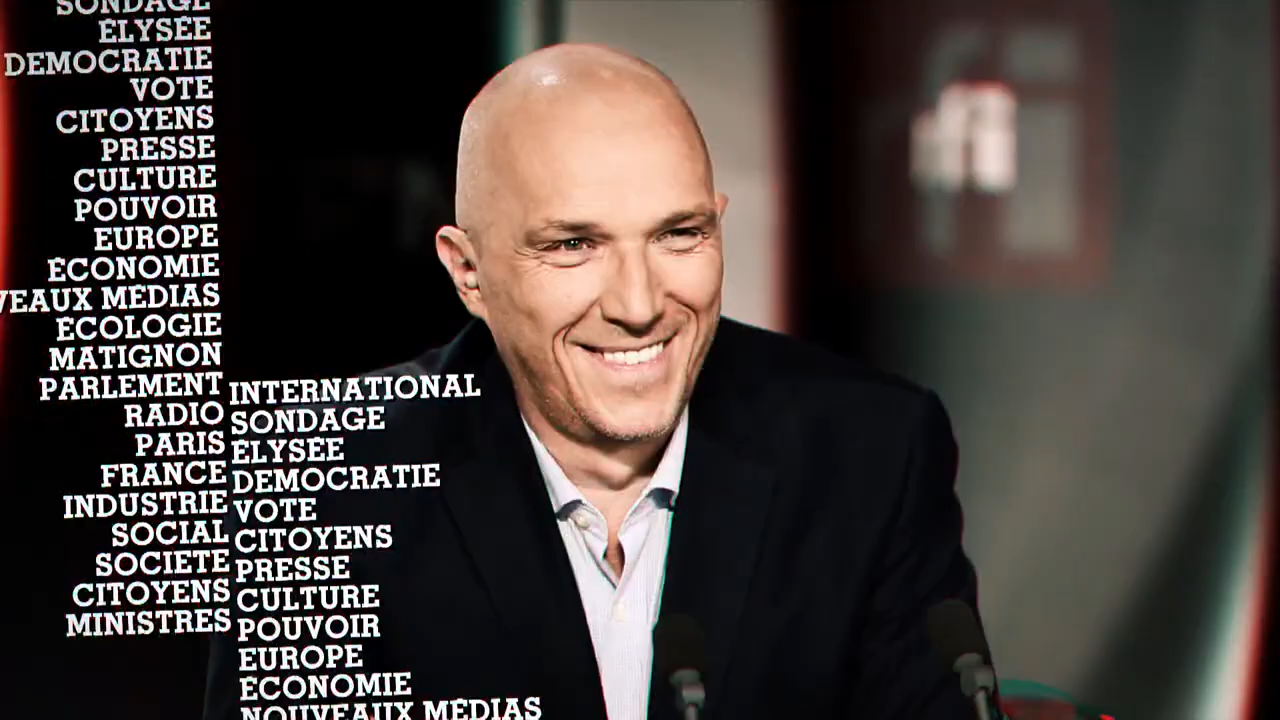 SONDAGE
ÉLYSÉE
DEMOCRATIE
VOTE
CITOYENS
PRESSE
CULTURE
POUVOIR
EUROPE
ÉCONOMIE
VEAUX MÉDIAS
ÉCOLOGIE
MATIGNON
PARLEMENT
RADIO
PARIS
FRANCE
INDUSTRIE
SOCIAL
SOCIETE
CITOYENS
MINISTRES
INTERNATIONAL
SONDAGE
ÉLYSÉE
DEMOCRATIE
VOTE
CITOYENS
PRESSE
CULTURE
POUVOIR
EUROPE
ÉCONOMIE
NOUVEAUX MÉDIAS